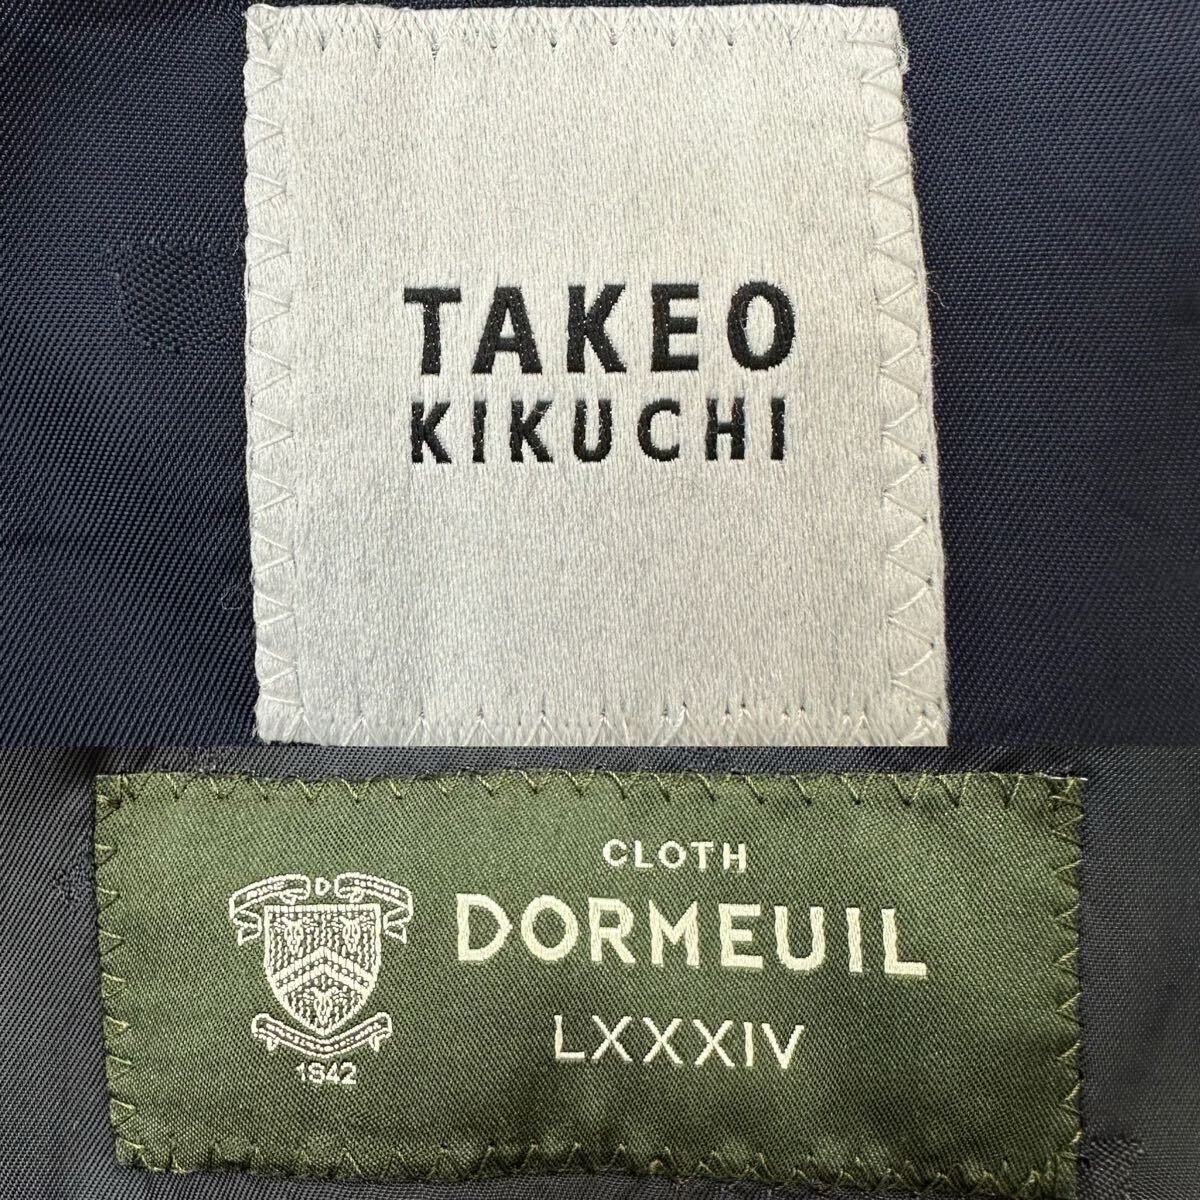 TAKEO
KIKUCHI
D
CLOTH
DORMEUIL
LXXXIV
1842